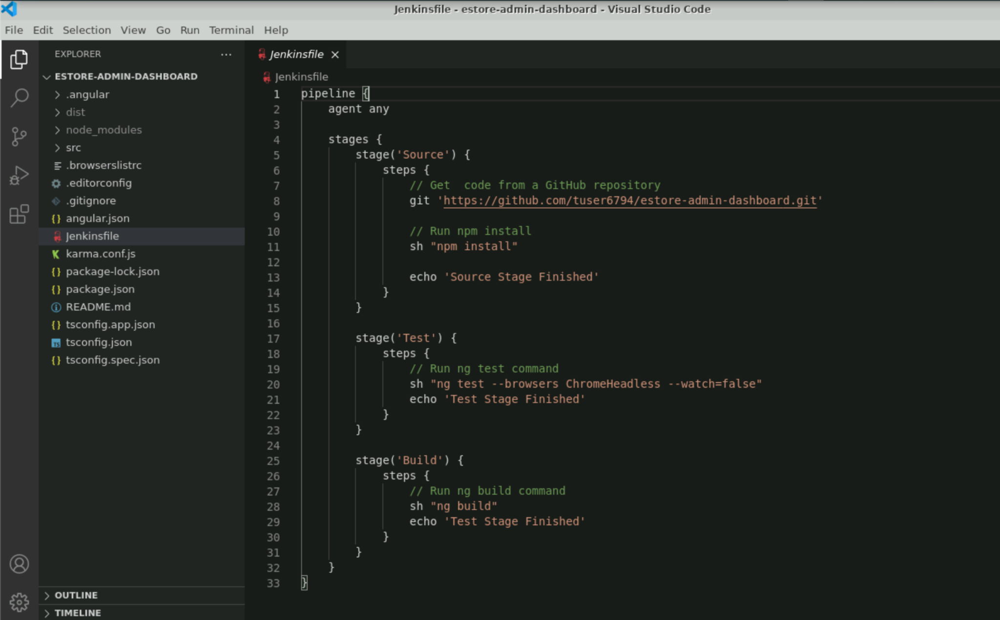 Jenkinsfile - estore-admin-dashboard - Visual Studio Code
File Edit Selection View Go Run Terminal Help
EXPLORER ...
ESTORE-ADMIN-DASHBOARD
.angular
dist
node_modules
src
.browserslistrc
.editorconfig
.gitignore
angular.json
Jenkinsfile
karma.conf.js
package-lock.json
package.json
README.md
tsconfig.app.json
TS tsconfig.json
tsconfig.spec.json
OUTLINE
TIMELINE
Jenkinsfile
Jenkinsfile
1 pipeline {
2     agent any
3
4     stages {
5         stage('Source') {
6             steps {
7                 // Get  code from a GitHub repository
8                 git 'https://github.com/tuser6794/estore-admin-dashboard.git'
9
10                 // Run npm install
11                 sh "npm install"
12
13                 echo 'Source Stage Finished'
14             }
15         }
16
17         stage('Test') {
18             steps {
19                 // Run ng test command
20                 sh "ng test --browsers ChromeHeadless --watch=false"
21                 echo 'Test Stage Finished'
22             }
23         }
24
25         stage('Build') {
26             steps {
27                 // Run ng build command
28                 sh "ng build"
29                 echo 'Test Stage Finished'
30             }
31         }
32     }
33 }